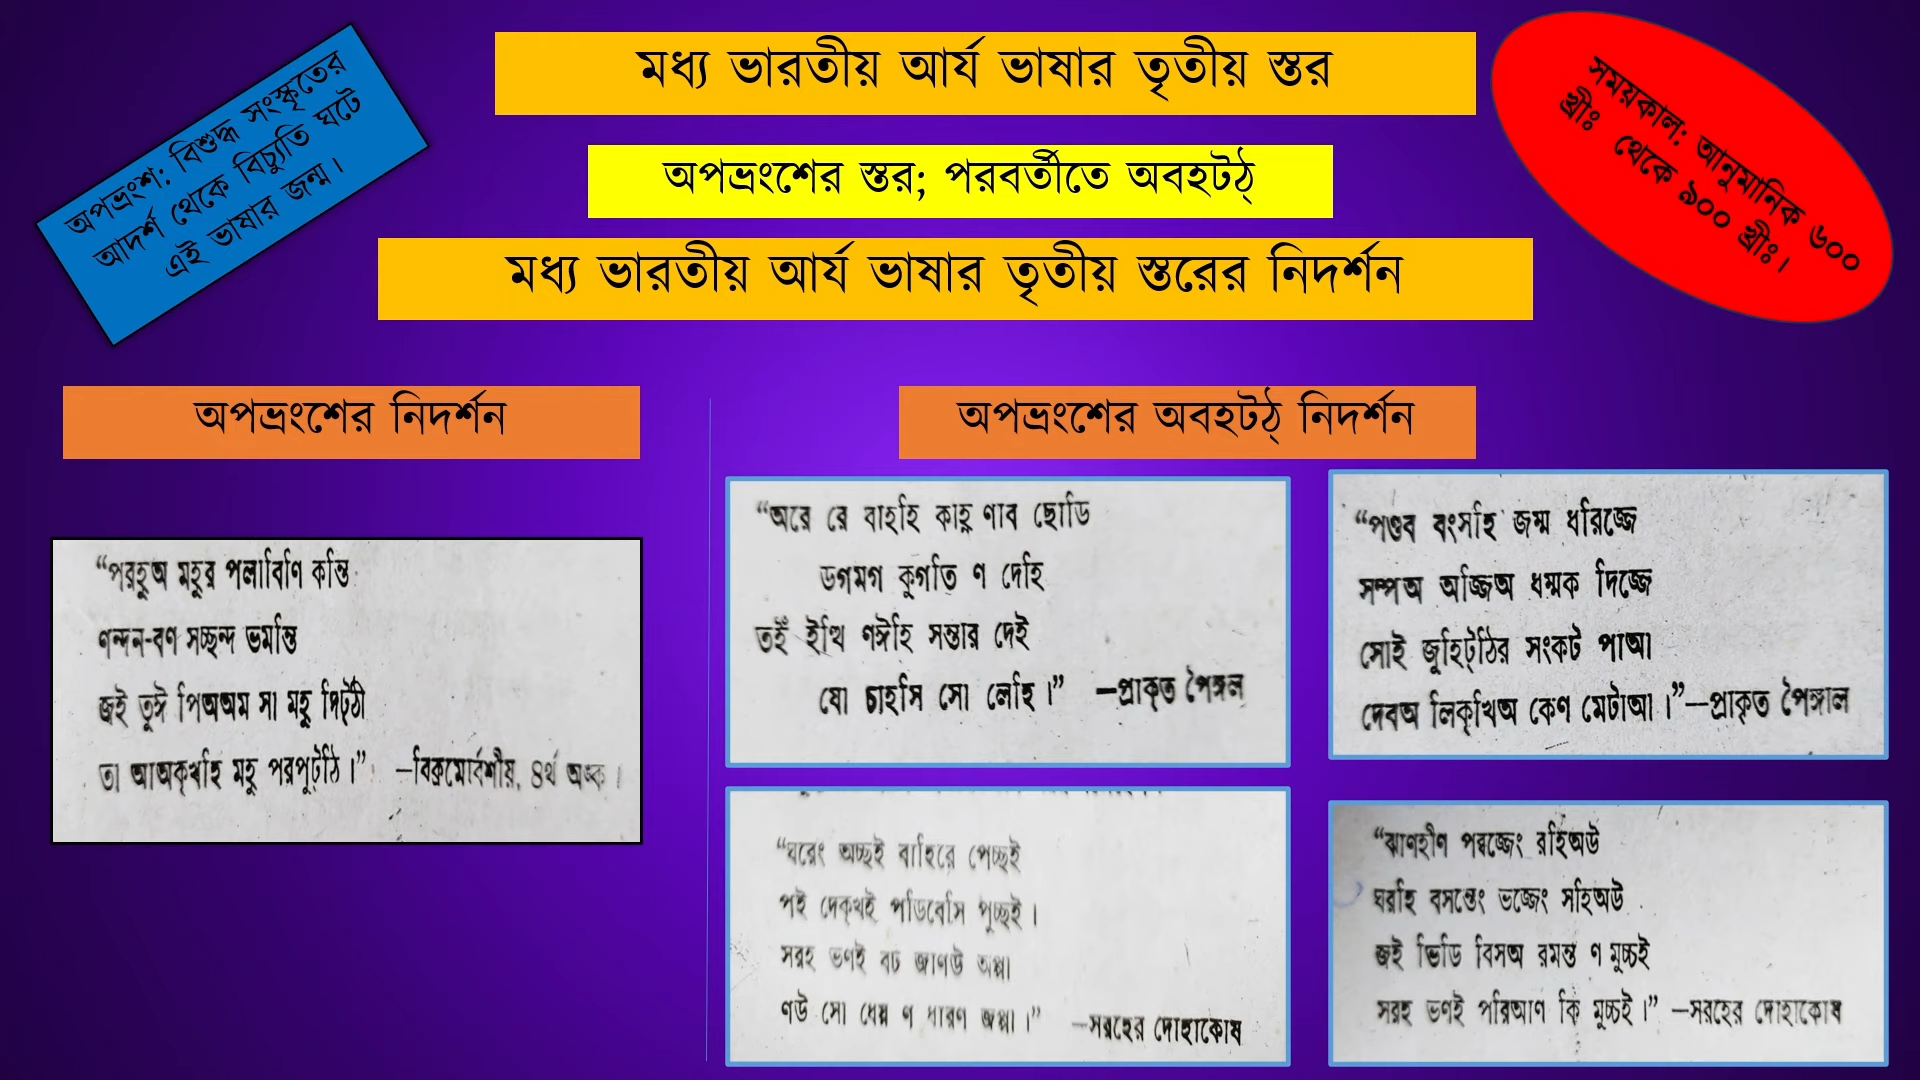 অপভ্রংশ: বিশুদ্ধ সংস্কৃতের
আদর্শ থেকে বিচ্যুতি ঘটে
এই ভাষার জন্ম।
মধ্য ভারতীয় আর্য ভাষার তৃতীয় স্তর
সময়কাল: আনুমানিক ৬০০
খ্রীঃ থেকে ৯০০ খ্রীঃ।
অপভ্রংশের স্তর; পরবর্তীতে অবহটঠ্
মধ্য ভারতীয় আর্য ভাষার তৃতীয় স্তরের নিদর্শন
অপভ্রংশের নিদর্শন
“পরহুঅ মহুর পলাবিণি কন্তি
ণন্দন-বণ সচ্ছন্দ ভমন্তি
জই তুঈ পিঅঅম সা মহু দিট্ঠী
তা আঅক্‌খহি মহু পরপুট্ঠি।” —বিক্রমোর্বশীয়, ৪র্থ অঙ্ক।
অপভ্রংশের অবহটঠ্ নিদর্শন
“অরে রে বাহহি কাহ্ণ ণাব ছোডি
ডগমগ কুগতি ণ দেহি
তইঁ ইত্থি ণঈহি সন্তার দেই
যো চাহসি সো লেহি।” —প্রাকৃত পৈঙ্গল
“পণ্ডব বংসহি জম্ম ধরিজ্জে
সম্পঅ অজ্জিঅ ধম্মক দিজ্জে
সোই জুহিট্ঠির সংকট পাআ
দেবঅ লিক্‌খিঅ কেণ মেটাআ।”—প্রাকৃত পৈঙ্গাল
“ঘরেং অচ্ছই বাহিরে পেচ্ছই
পই দেক্‌খই পডিবেসি পুচ্ছই।
সরহ ভণই বঢ জাণউ অপ্পা
ণউ সো ধেয় ণ ধারণ জপ্পা।” —সরহের দোহাকোষ
“ঝাণহীণ পব্বজ্জেং রহিঅউ
ঘরহি বসন্তেং ভজ্জেং সহিঅউ
জই ভিডি বিসঅ রমন্ত ণ মুচ্চই
সরহ ভণই পরিআণ কি মুচ্চই।” —সরহের দোহাকোষ